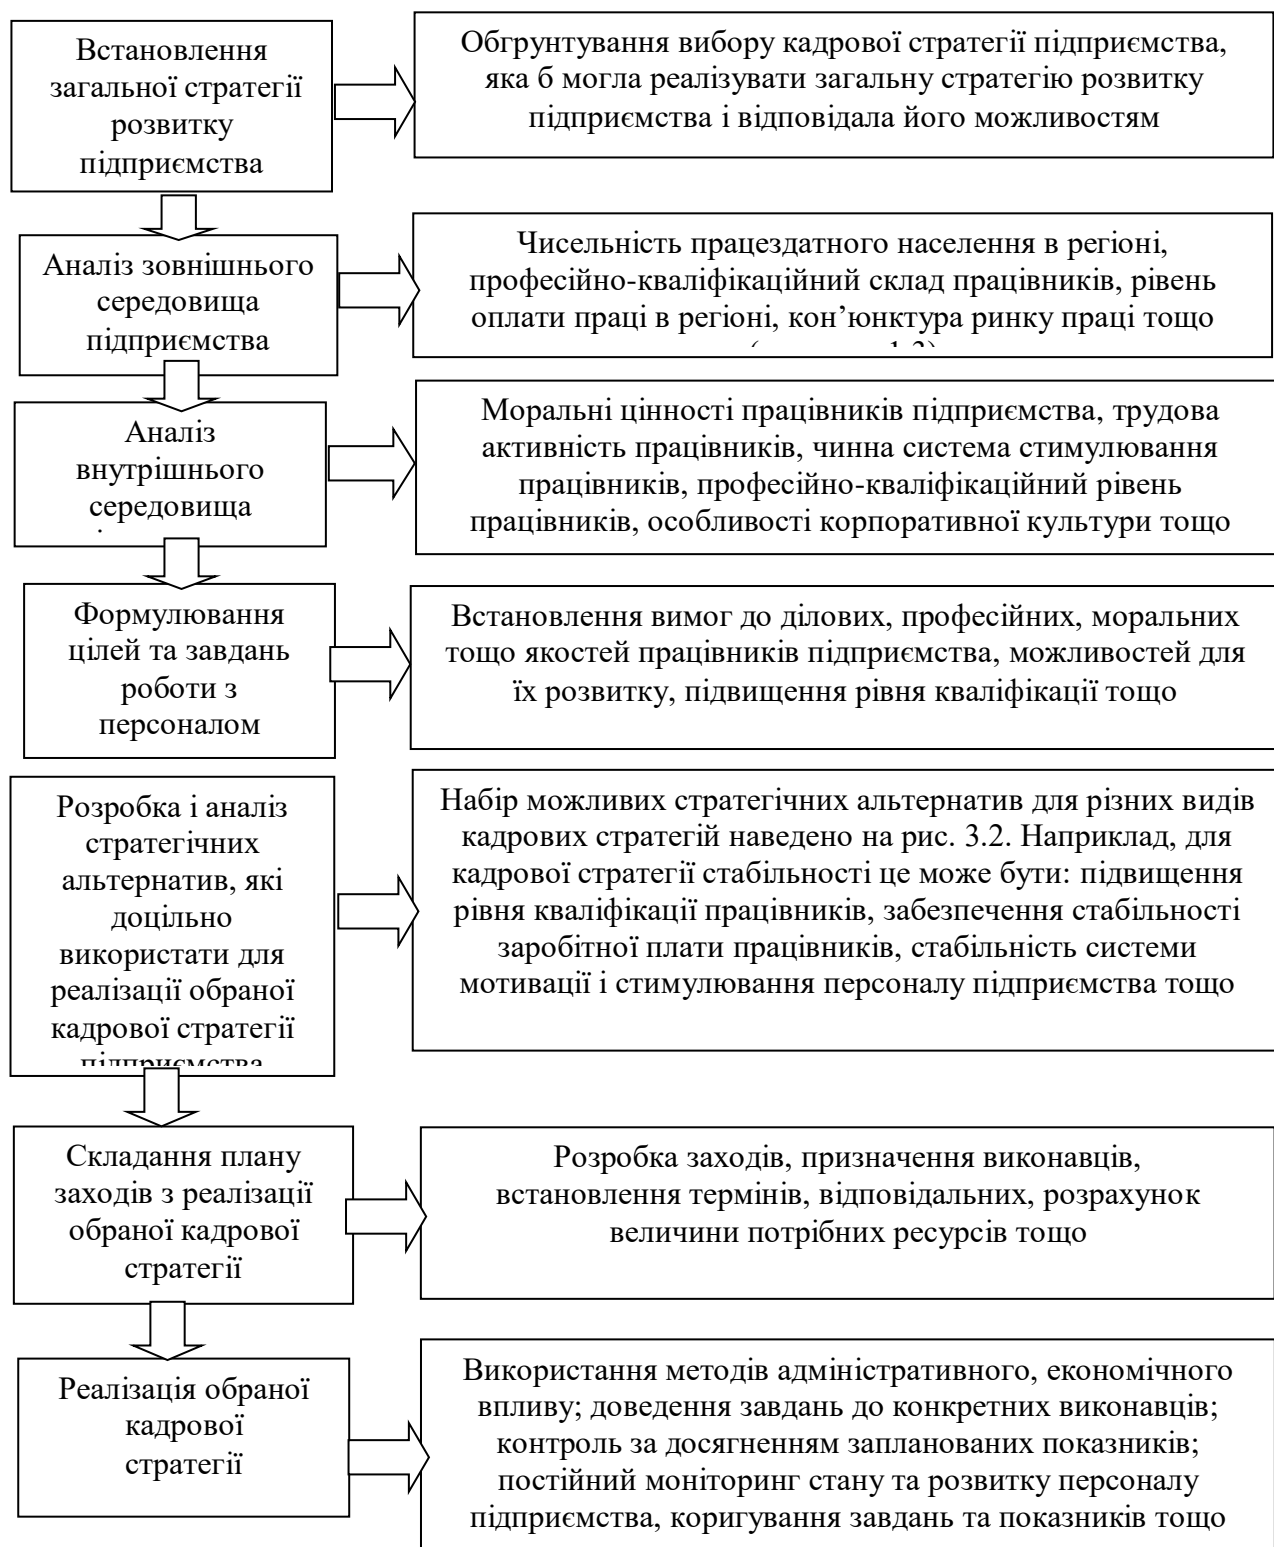 Встановлення
загальної стратегії
розвитку
підприємства
Обгрунтування вибору кадрової стратегії підприємства,
яка б могла реалізувати загальну стратегію розвитку
підприємства і відповідала його можливостям
Аналіз зовнішнього
середовища
підприємства
Чисельність працездатного населення в регіоні,
професійно-кваліфікаційний склад працівників, рівень
оплати праці в регіоні, кон’юнктура ринку праці тощо
Аналіз
внутрішнього
середовища
Моральні цінності працівників підприємства, трудова
активність працівників, чинна система стимулювання
працівників, професійно-кваліфікаційний рівень
працівників, особливості корпоративної культури тощо
Формулювання
цілей та завдань
роботи з
персоналом
Встановлення вимог до ділових, професійних, моральних
тощо якостей працівників підприємства, можливостей для
їх розвитку, підвищення рівня кваліфікації тощо
Розробка і аналіз
стратегічних
альтернатив, які
доцільно
використати для
реалізації обраної
кадрової стратегії
підприємства
Набір можливих стратегічних альтернатив для різних видів
кадрових стратегій наведено на рис. 3.2. Наприклад, для
кадрової стратегії стабільності це може бути: підвищення
рівня кваліфікації працівників, забезпечення стабільності
заробітної плати працівників, стабільність системи
мотивації і стимулювання персоналу підприємства тощо
Складання плану
заходів з реалізації
обраної кадрової
стратегії
Розробка заходів, призначення виконавців,
встановлення термінів, відповідальних, розрахунок
величини потрібних ресурсів тощо
Реалізація обраної
кадрової
стратегії
Використання методів адміністративного, економічного
впливу; доведення завдань до конкретних виконавців;
контроль за досягненням запланованих показників;
постійний моніторинг стану та розвитку персоналу
підприємства, коригування завдань та показників тощо